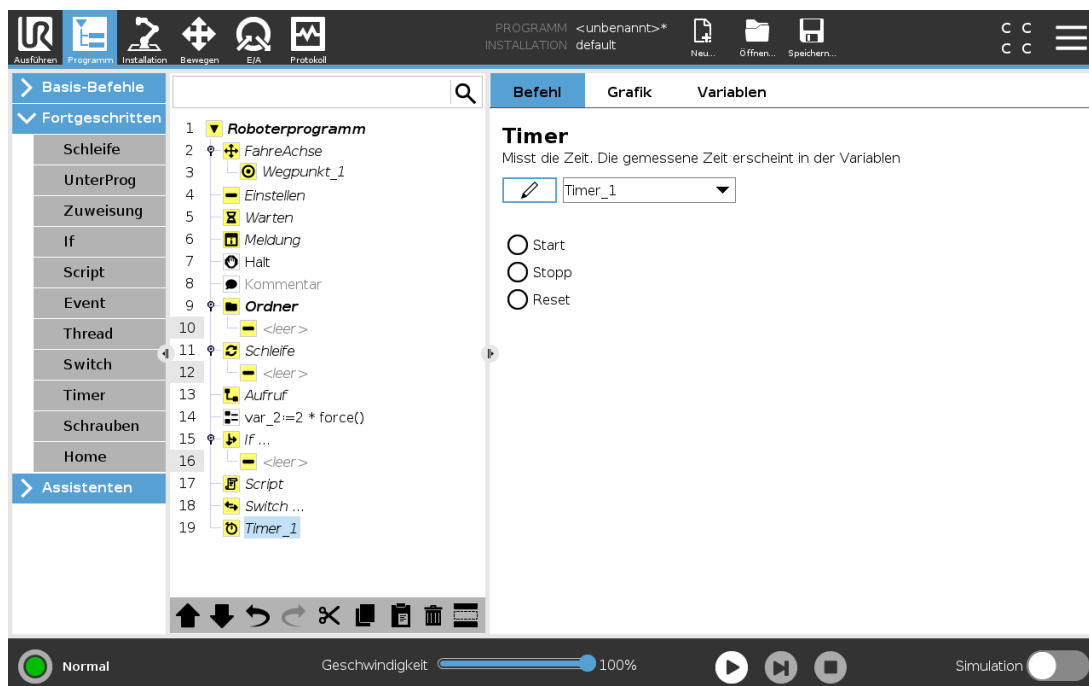 PROGRAMM <unbenannt>*
INSTALLATION default
UR
Ausführen
Programm
Installation
Bewegen
E/A
Protokoll
Neu...
Öffnen...
Speichern...
C C
C C
Basis-Befehle
Fortgeschritten
Schleife
UnterProg
Zuweisung
If
Script
Event
Thread
Switch
Timer
Schrauben
Home
Assistenten
1 Roboterprogramm
2 FahreAchse
3 Wegpunkt_1
4 Einstellen
5 Warten
6 Meldung
7 Halt
8 Kommentar
9 Ordner
10 <leer>
11 Schleife
12 <leer>
13 Aufruf
14 var_2:=2 * force()
15 If ...
16 <leer>
17 Script
18 Switch ...
19 Timer_1
Befehl
Grafik
Variablen
Timer
Misst die Zeit. Die gemessene Zeit erscheint in der Variablen
Timer_1
Start
Stopp
Reset
Normal
Geschwindigkeit
100%
Simulation